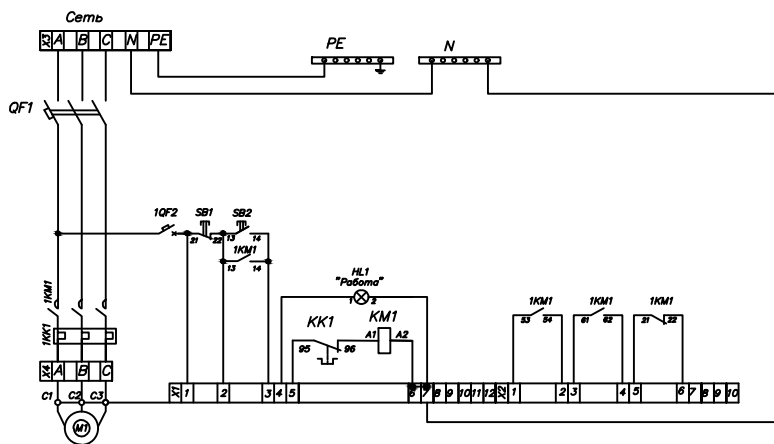 Сеть
X3 A B C N PE
PE
N
QF1
1QF2 SB1 SB2
21 22 13 14
1KM1
13 14
HL1
"Работа"
1 2
1KM1
1KK1
KK1 KM1
95 96 A1 A2
1KM1 1KM1 1KM1
53 54 61 62 21 22
X4 A B C
X1 1 2 3 4 5 6 7 8 9 10 11 12
X2 1 2 3 4 5 6 7 8 9 10
C1 C2 C3
M1